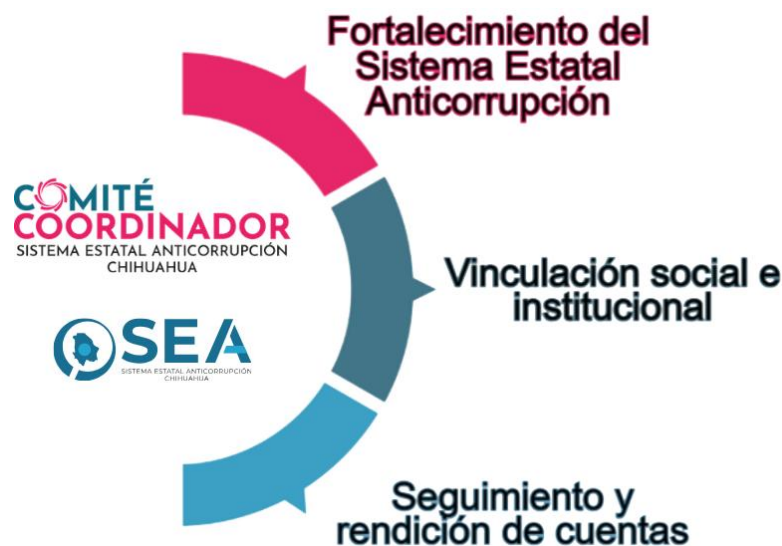 Fortalecimiento del
Sistema Estatal
Anticorrupción
COMITÉ
COORDINADOR
SISTEMA ESTATAL ANTICORRUPCIÓN
CHIHUAHUA
Vinculación social e
institucional
SEA
SISTEMA ESTATAL ANTICORRUPCIÓN
CHIHUAHUA
Seguimiento y
rendición de cuentas